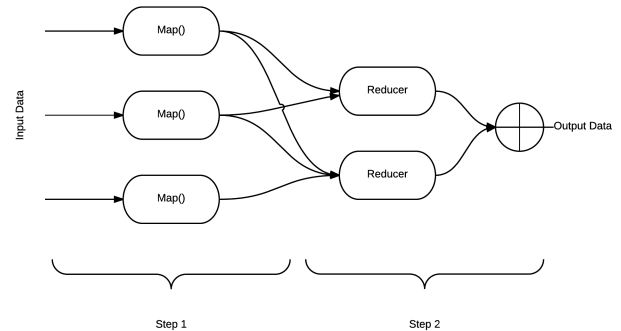 Input Data
Map()
Map()
Map()
Reducer
Reducer
Output Data
Step 1
Step 2